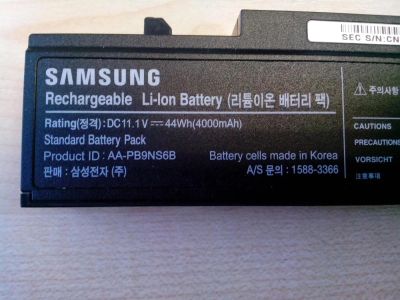 SEC S/N:CN
SAMSUNG
Rechargeable Li-Ion Battery (리튬이온 배터리 팩)
Rating(정격) : DC11.1V ⎓ 44Wh(4000mAh)
Standard Battery Pack
Product ID : AA-PB9NS6B
Battery cells made in Korea
판매 : 삼성전자 (주)
A/S 문의 : 1588-3366
⚠ 주의사항
CAUTIONS
PRECAUTIONS
VORSICHT